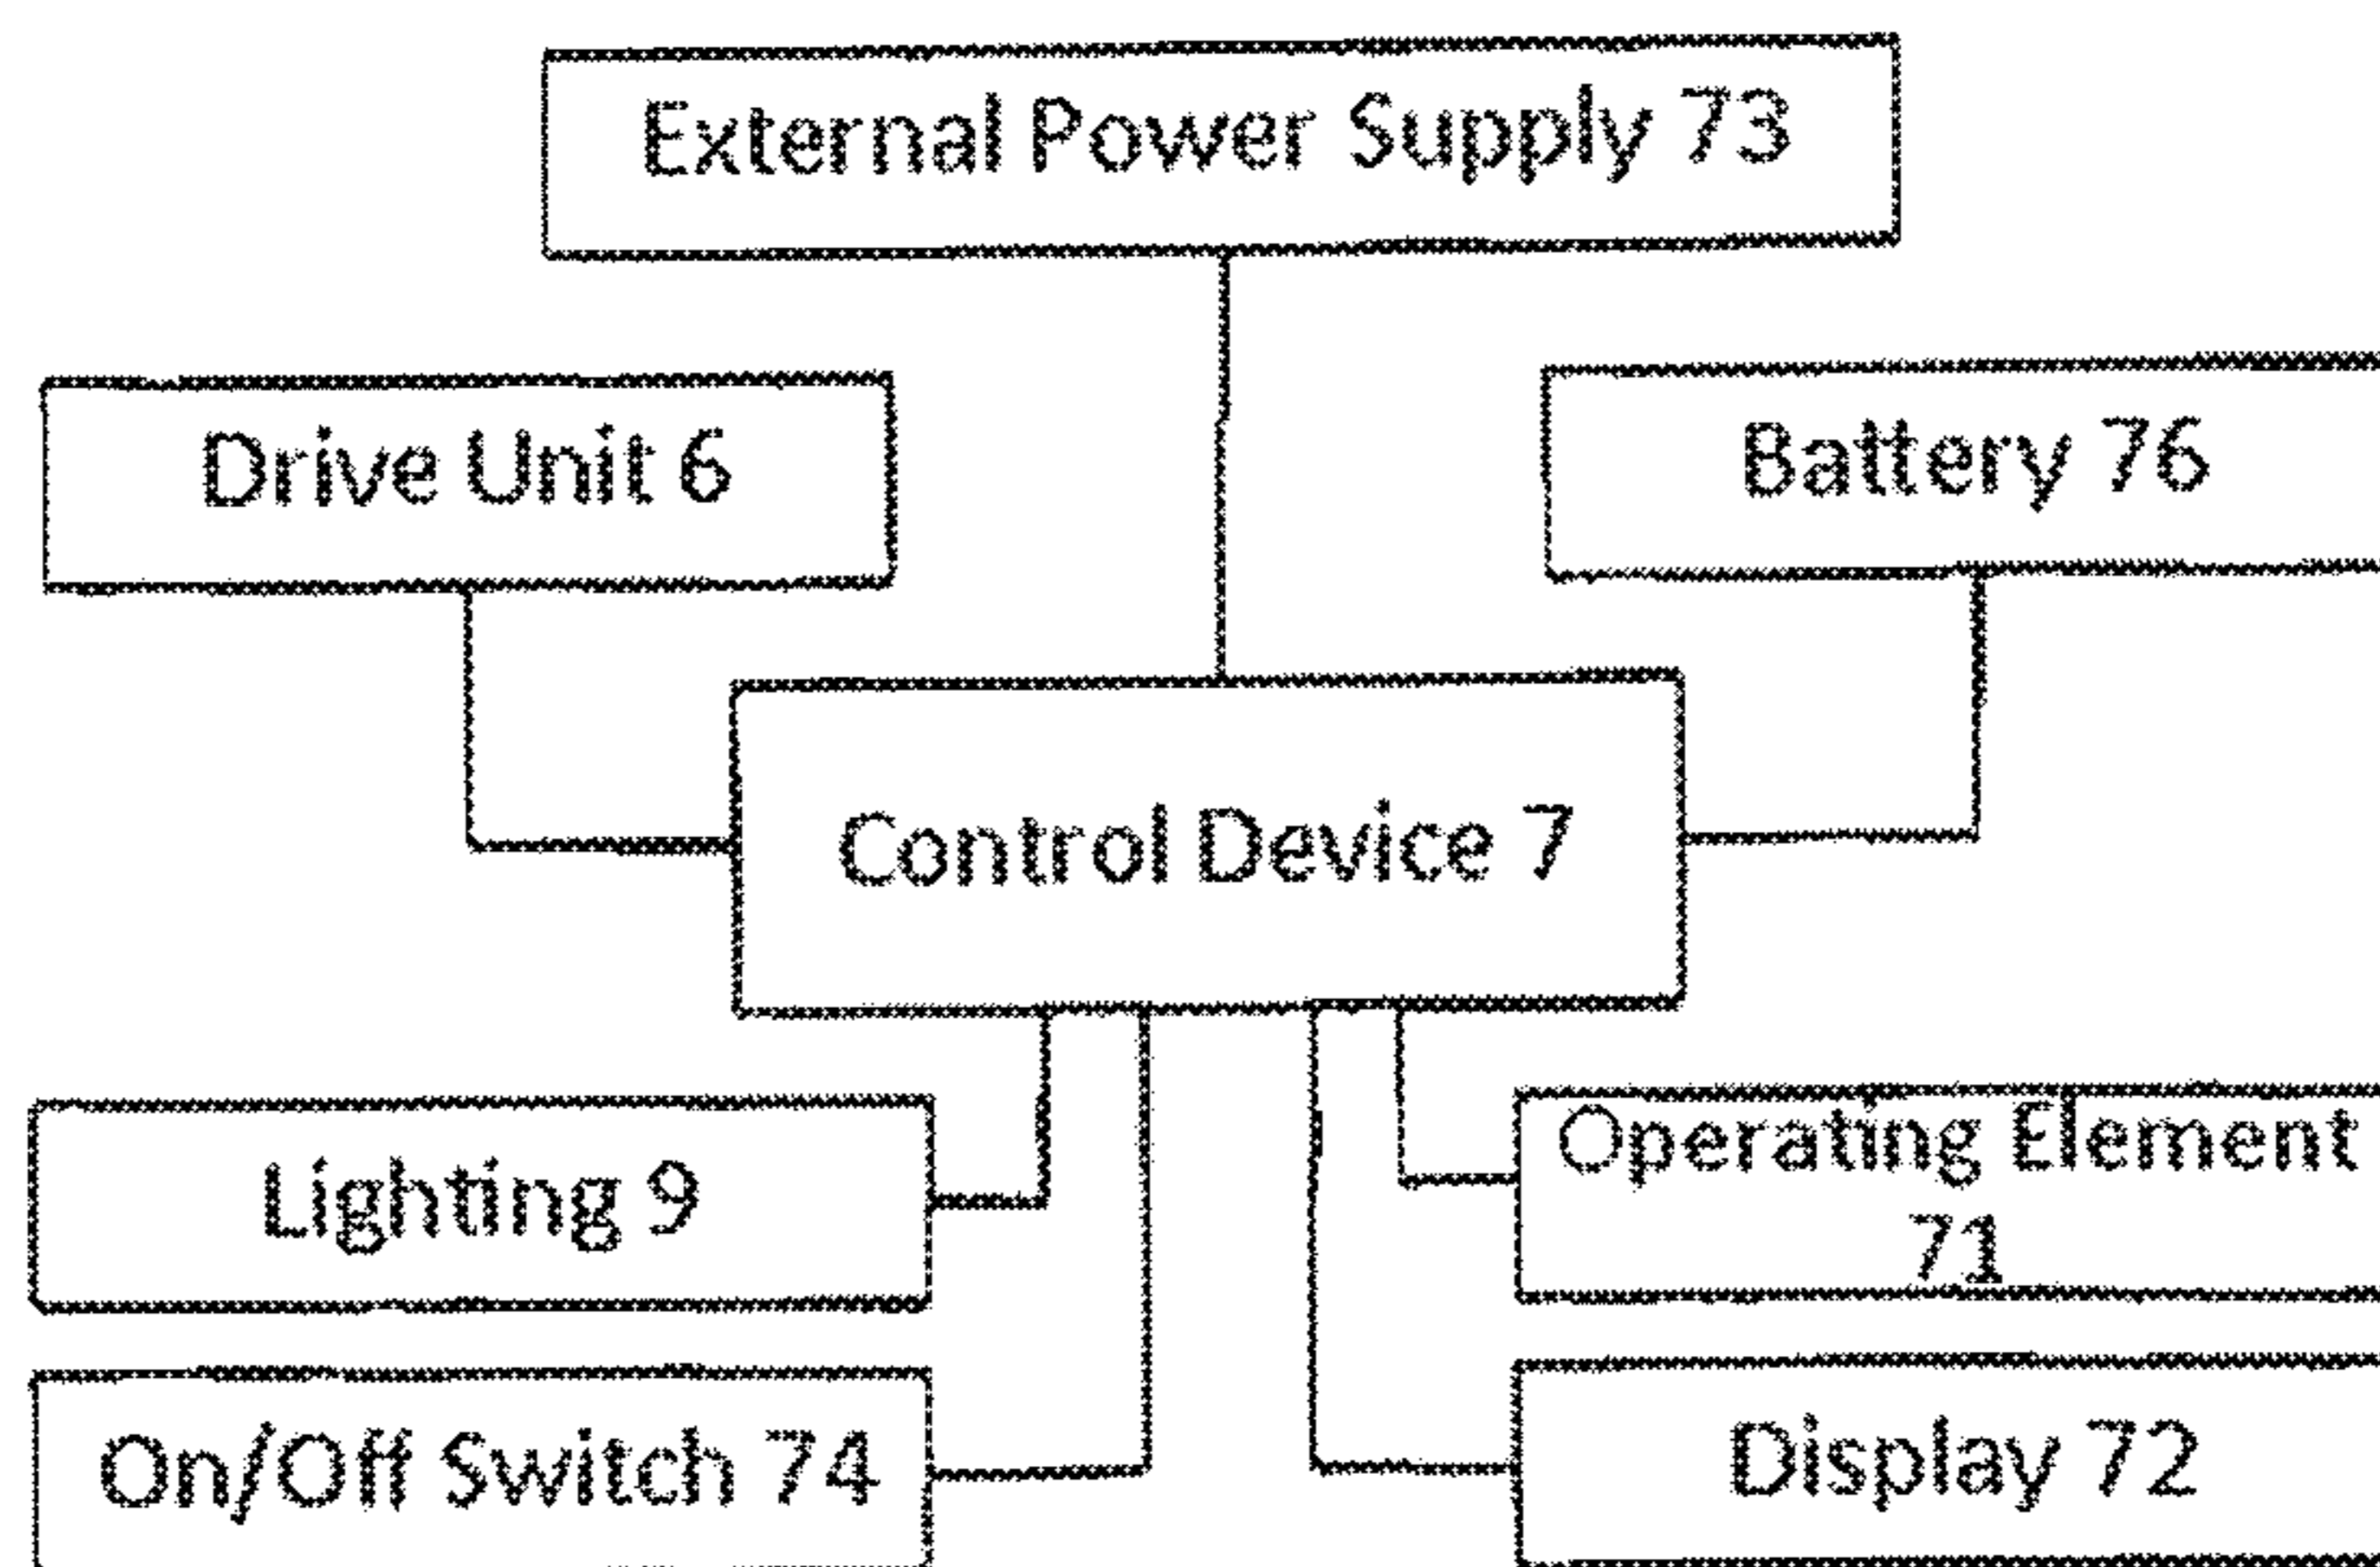 External Power Supply 73
Drive Unit 6
Battery 76
Control Device 7
Lighting 9
Operating Element
71
On/Off Switch 74
Display 72